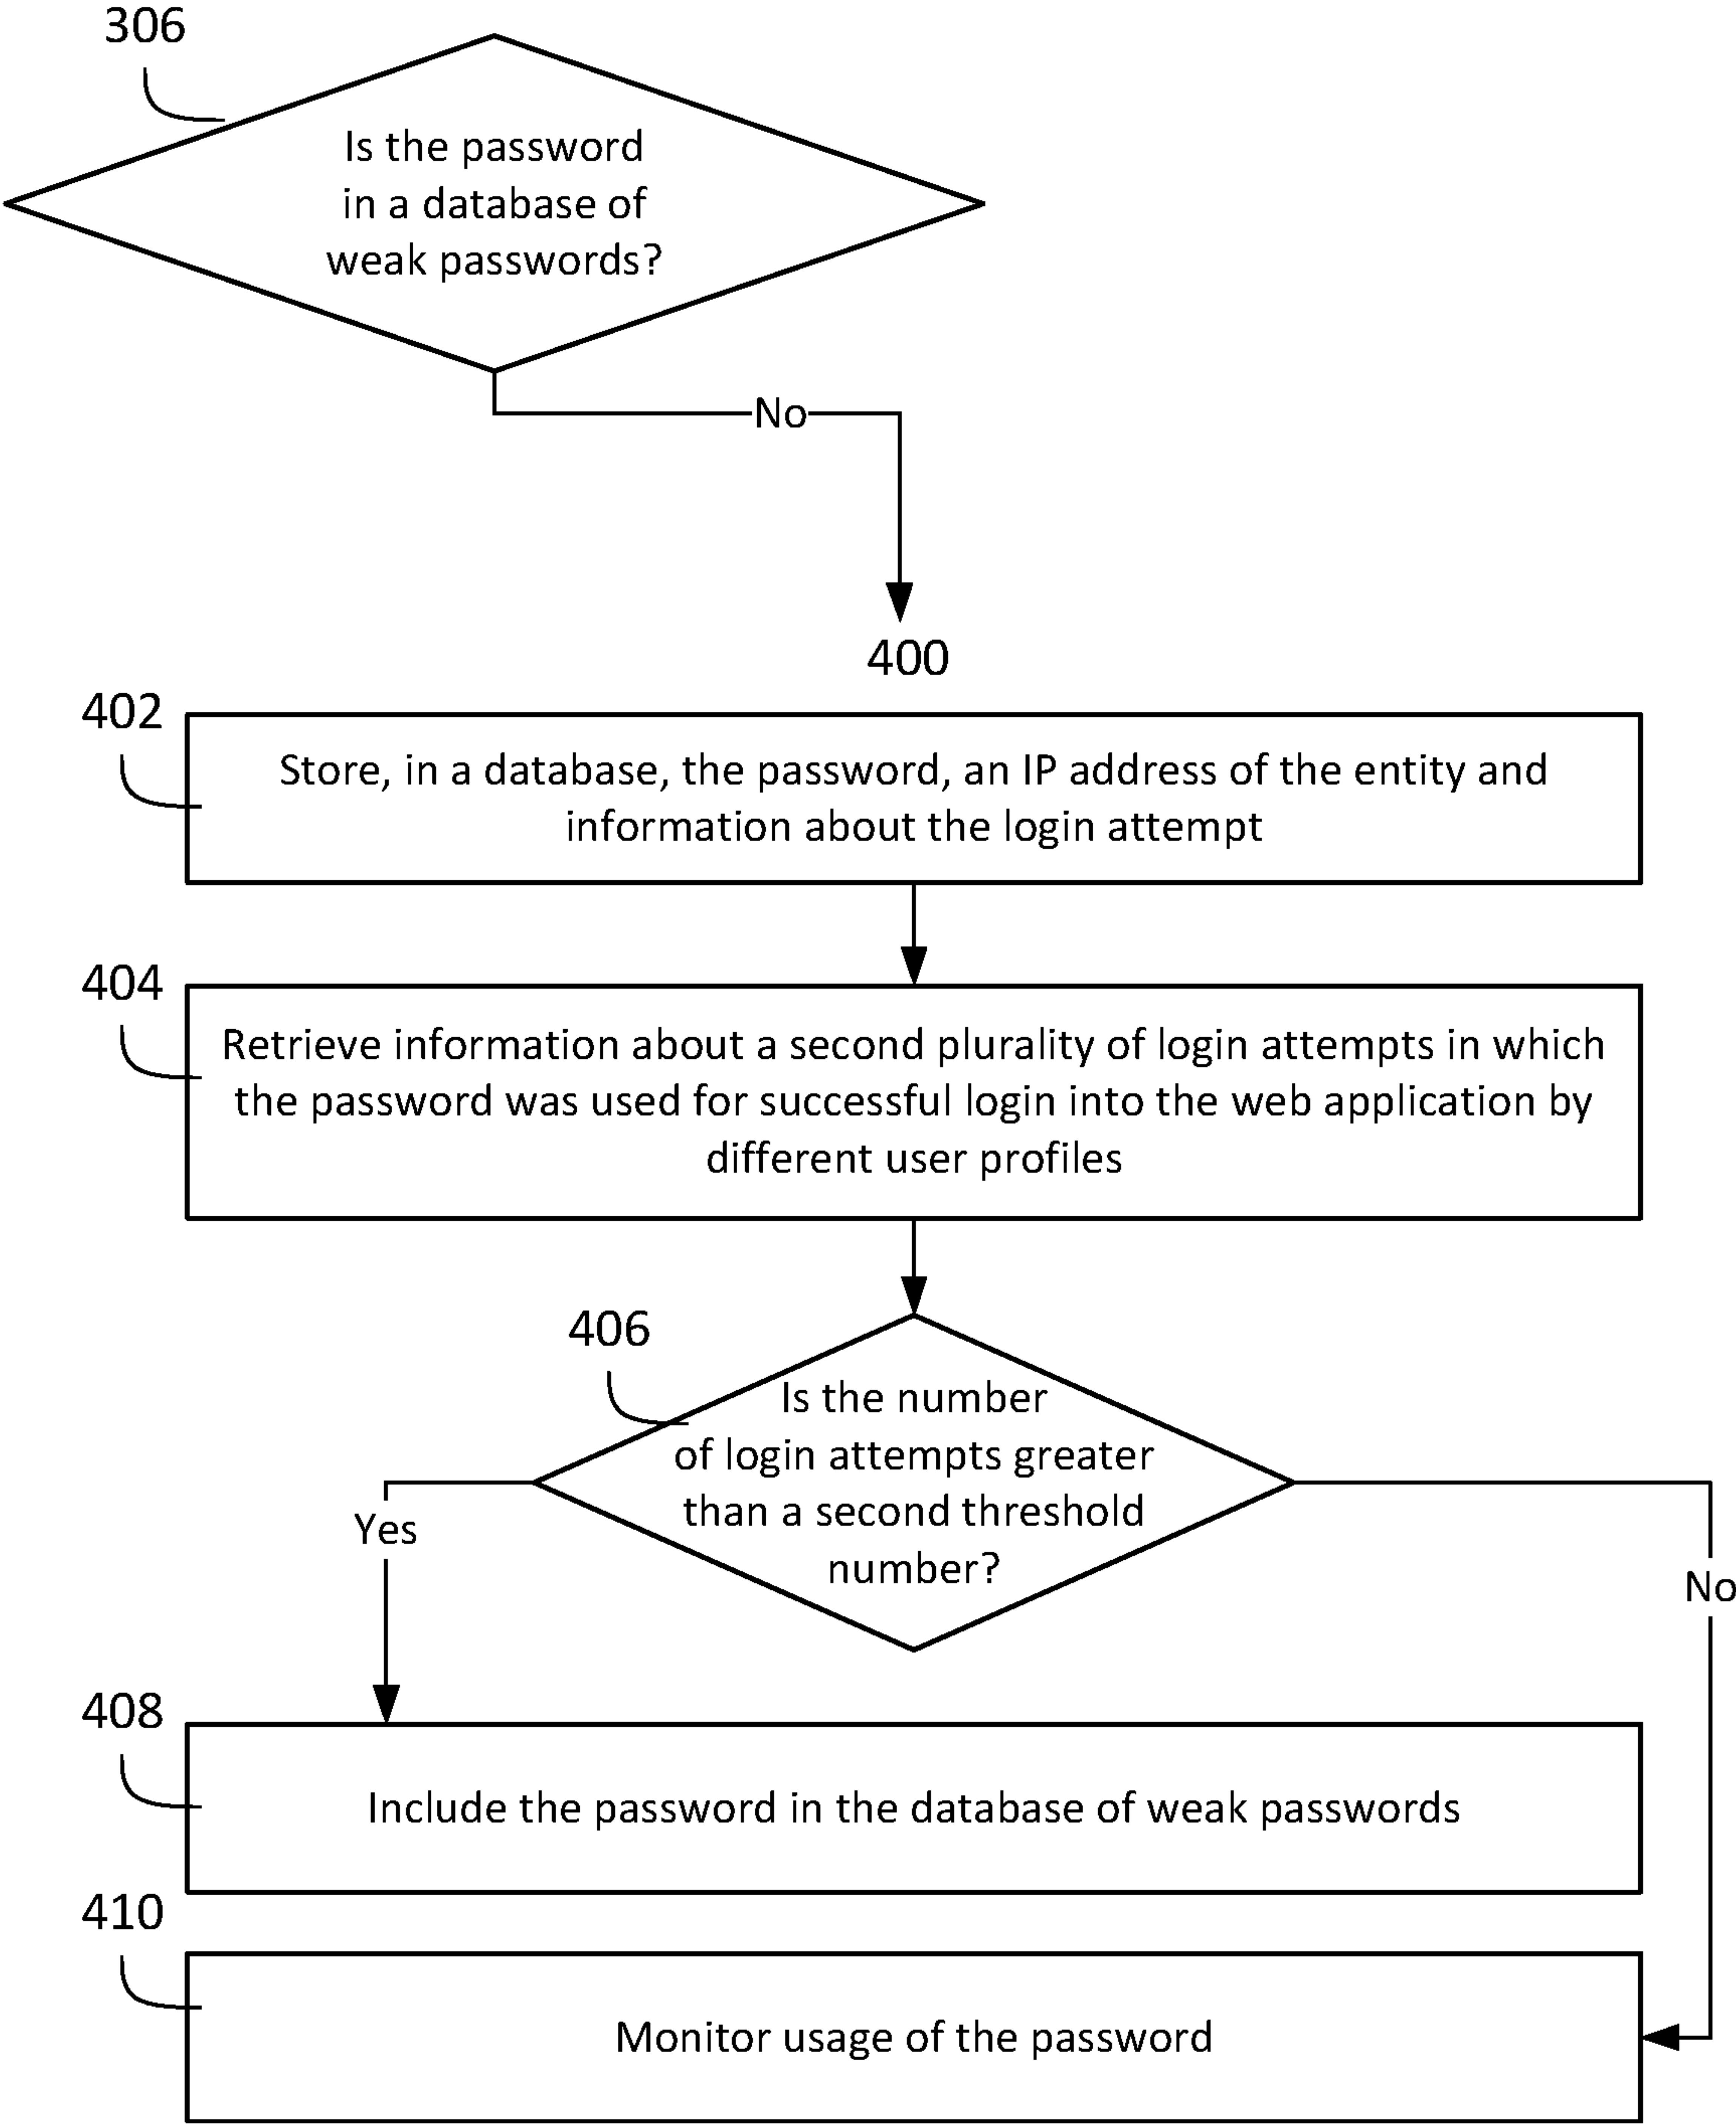 306
Is the password
in a database of
weak passwords?
No
400
402
Store, in a database, the password, an IP address of the entity and
information about the login attempt
404
Retrieve information about a second plurality of login attempts in which
the password was used for successful login into the web application by
different user profiles
406
Is the number
of login attempts greater
than a second threshold
number?
Yes
No
408
Include the password in the database of weak passwords
410
Monitor usage of the password